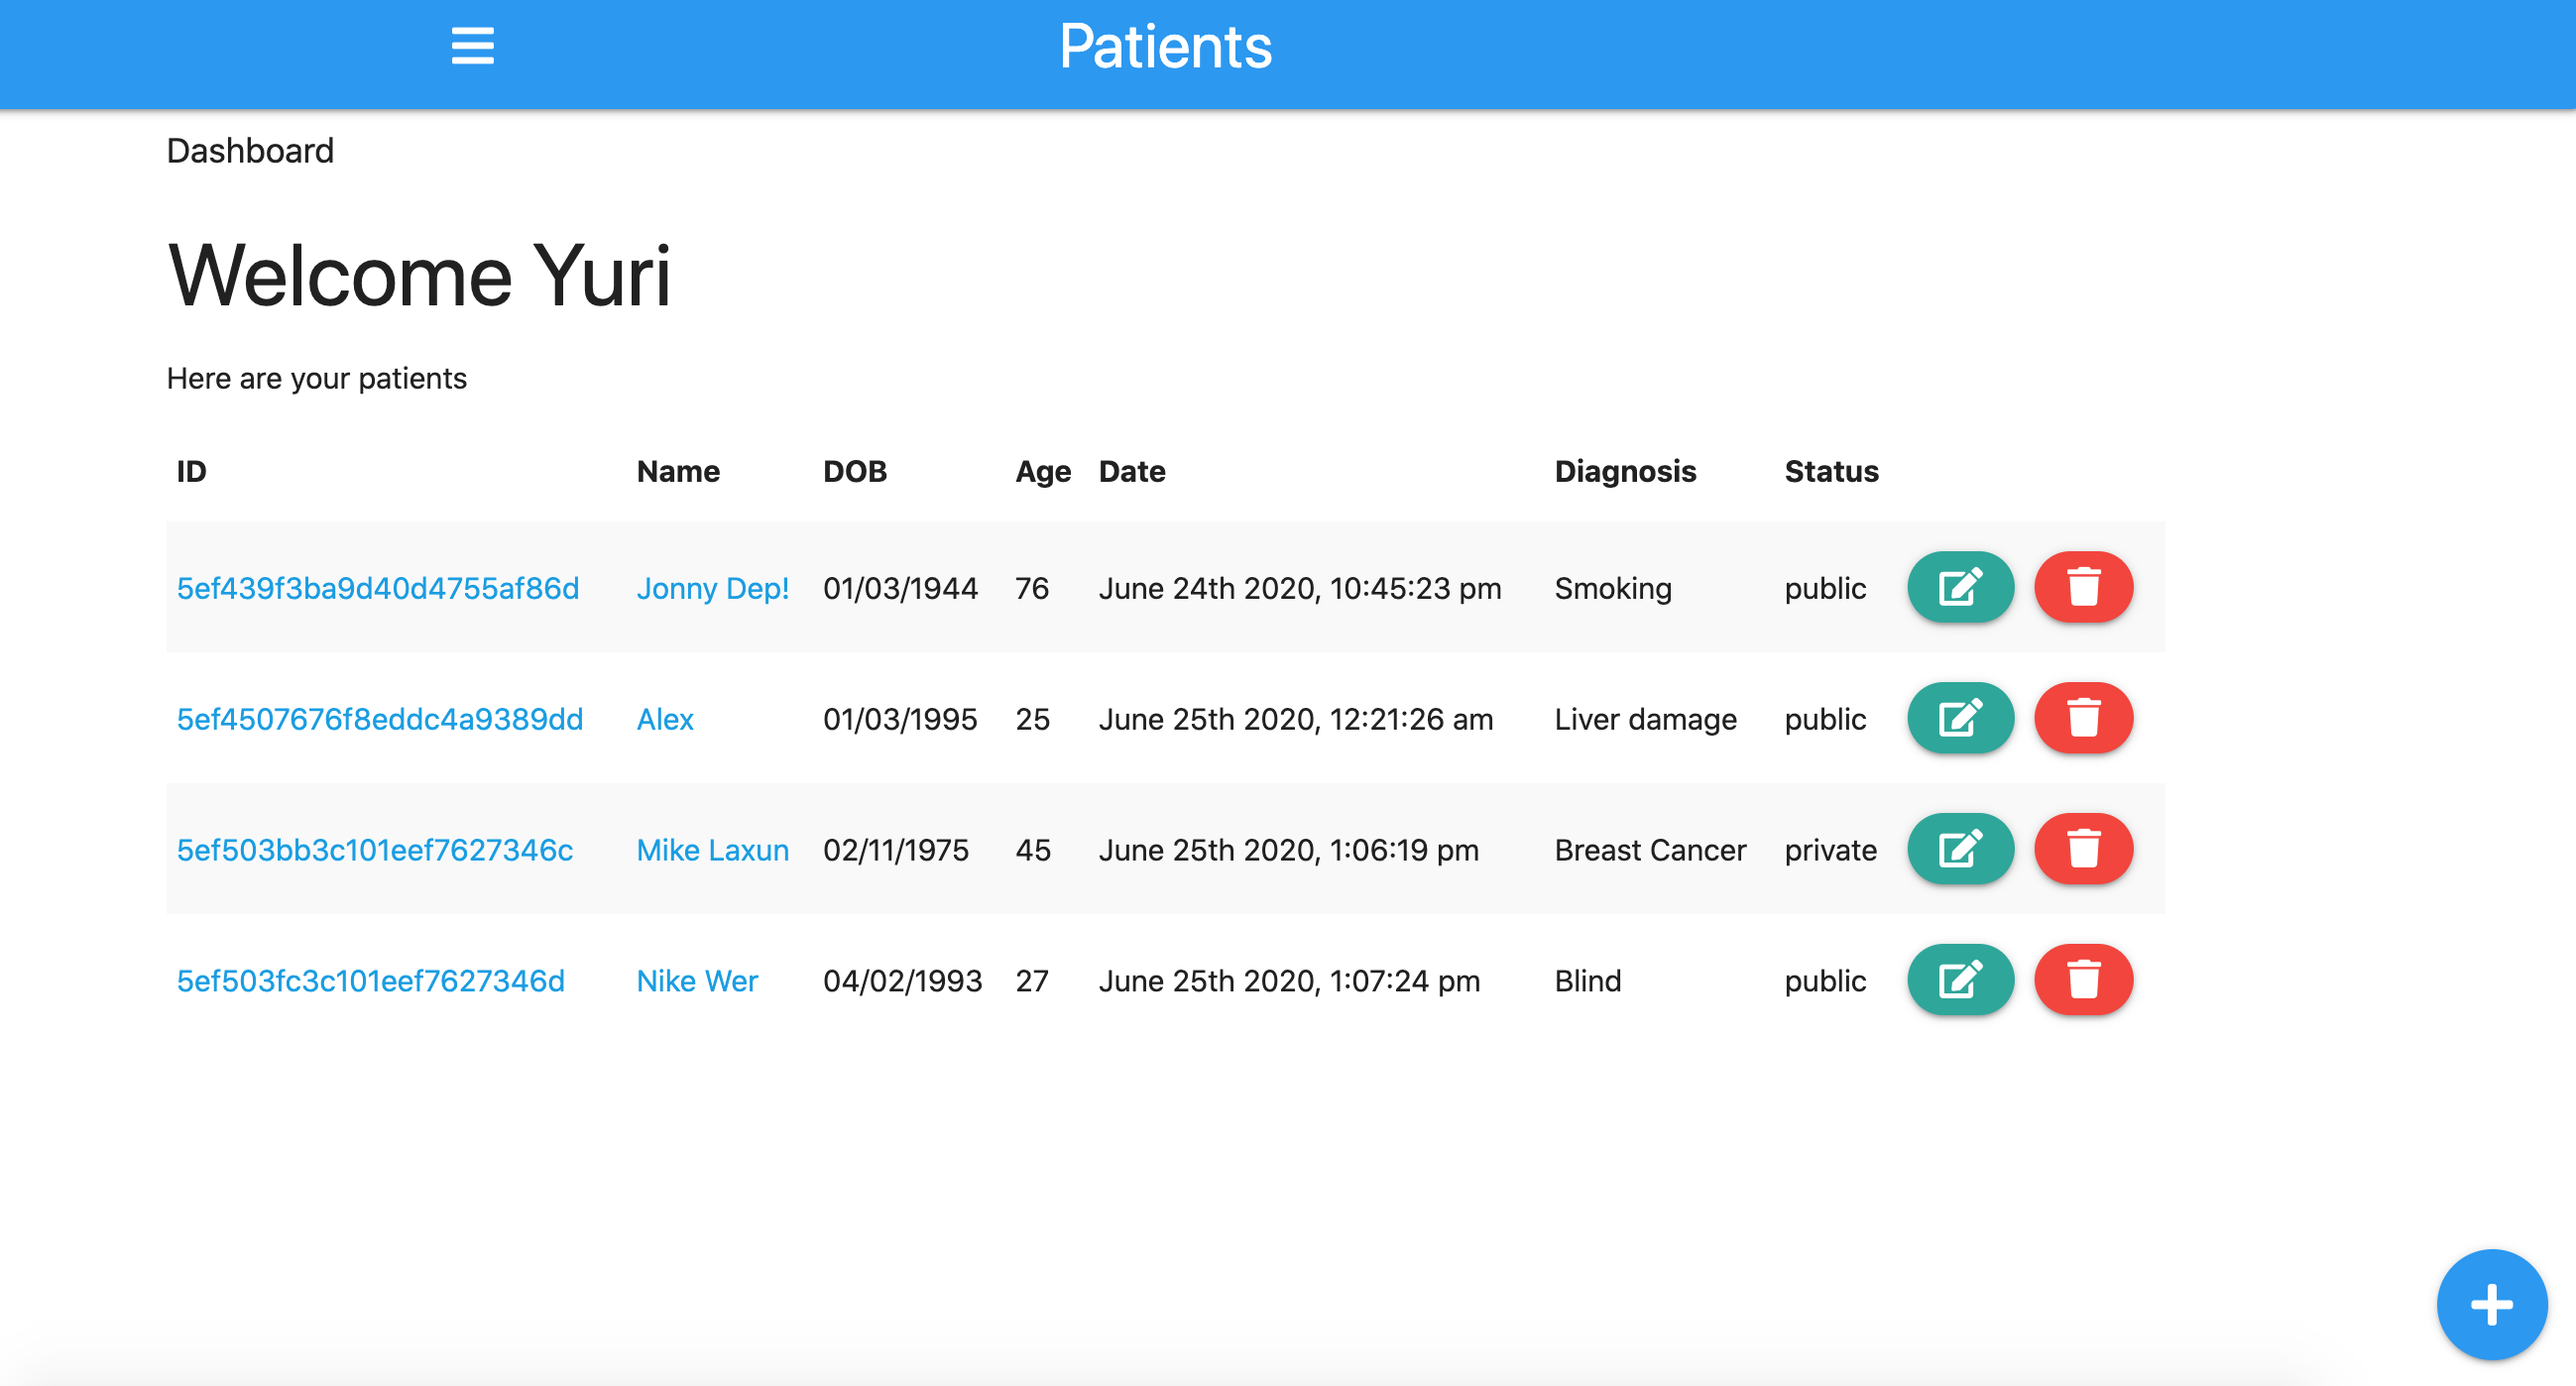 Patients
Dashboard
Welcome Yuri
Here are your patients
ID Name DOB Age Date Diagnosis Status
5ef439f3ba9d40d4755af86d Jonny Dep! 01/03/1944 76 June 24th 2020, 10:45:23 pm Smoking public
5ef4507676f8eddc4a9389dd Alex 01/03/1995 25 June 25th 2020, 12:21:26 am Liver damage public
5ef503bb3c101eef7627346c Mike Laxun 02/11/1975 45 June 25th 2020, 1:06:19 pm Breast Cancer private
5ef503fc3c101eef7627346d Nike Wer 04/02/1993 27 June 25th 2020, 1:07:24 pm Blind public